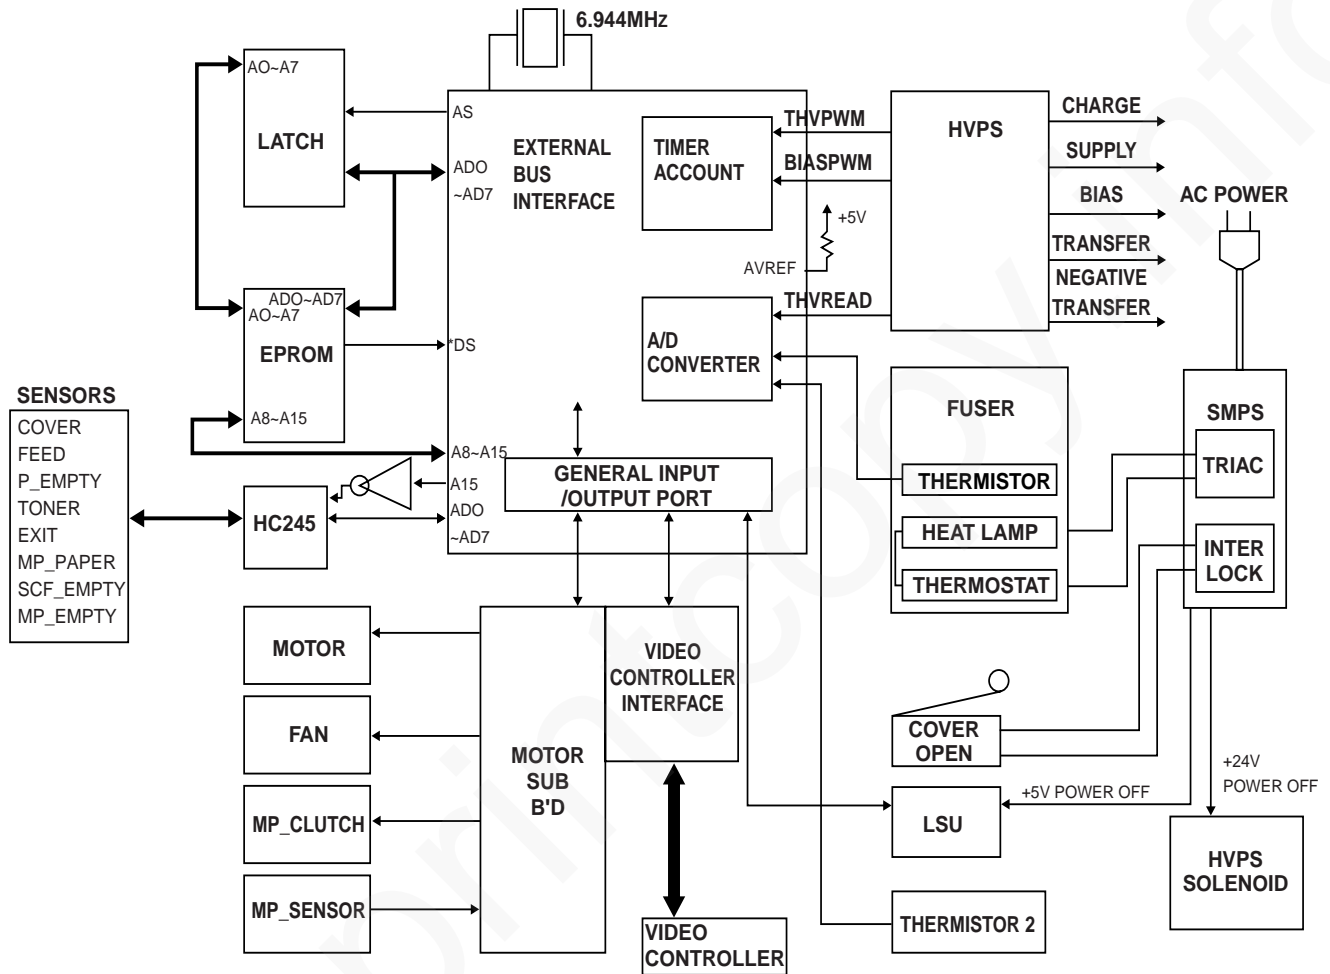 6.944MHz
AO~A7
LATCH
AS
ADO
~AD7
EXTERNAL
BUS
INTERFACE
TIMER
ACCOUNT
THVPWM
BIASPWM
HVPS
CHARGE
SUPPLY
BIAS
TRANSFER
NEGATIVE
TRANSFER
AC POWER
+5V
AVREF
ADO~AD7
AO~A7
EPROM
A8~A15
*DS
A/D
CONVERTER
THVREAD
FUSER
THERMISTOR
HEAT LAMP
THERMOSTAT
SMPS
TRIAC
INTER
LOCK
SENSORS
COVER
FEED
P_EMPTY
TONER
EXIT
MP_PAPER
SCF_EMPTY
MP_EMPTY
HC245
A8~A15
A15
ADO
~AD7
GENERAL INPUT
/OUTPUT PORT
MOTOR
FAN
MP_CLUTCH
MP_SENSOR
MOTOR
SUB
B'D
VIDEO
CONTROLLER
INTERFACE
VIDEO
CONTROLLER
COVER
OPEN
LSU
+5V POWER OFF
+24V
POWER OFF
HVPS
SOLENOID
THERMISTOR 2
printcopy.info